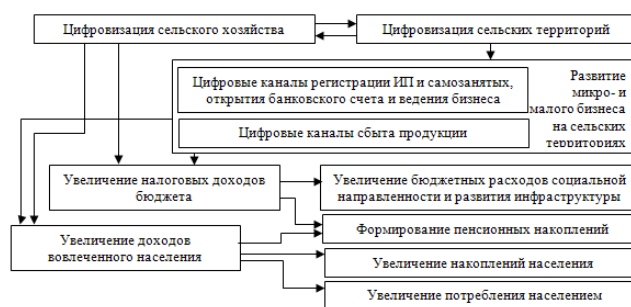 Цифровизация сельского хозяйства
Цифровизация сельских территорий
Цифровые каналы регистрации ИП и самозанятых,
открытия банковского счета и ведения бизнеса
Цифровые каналы сбыта продукции
Развитие
микро- и
малого бизнеса
на сельских
территориях
Увеличение налоговых доходов
бюджета
Увеличение бюджетных расходов социальной
направленности и развития инфраструктуры
Формирование пенсионных накоплений
Увеличение доходов
вовлеченного населения
Увеличение накоплений населения
Увеличение потребления населением